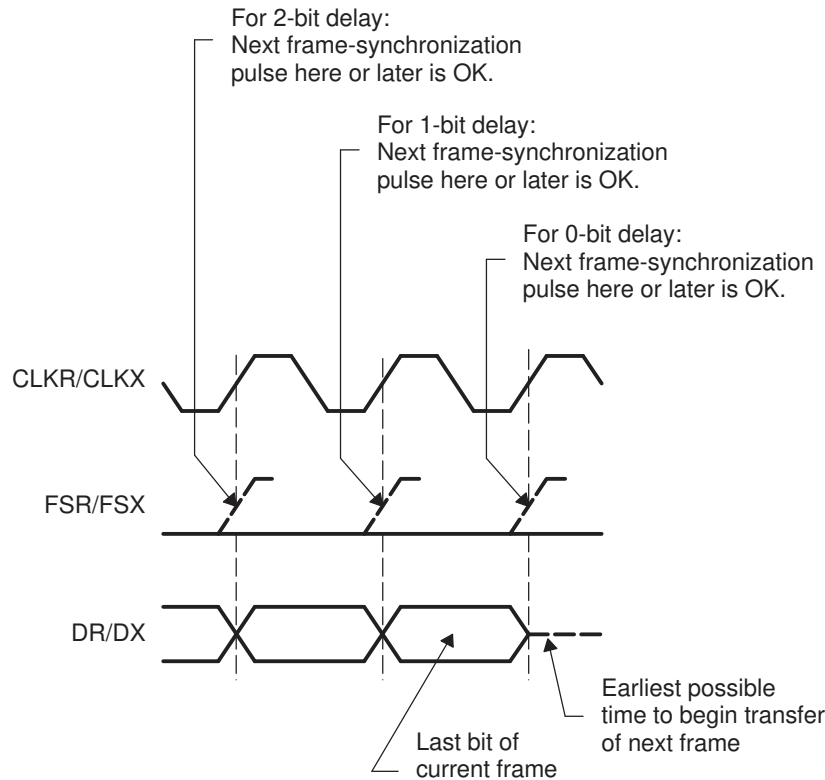 For 2-bit delay:
Next frame-synchronization
pulse here or later is OK.
For 1-bit delay:
Next frame-synchronization
pulse here or later is OK.
For 0-bit delay:
Next frame-synchronization
pulse here or later is OK.
CLKR/CLKX
FSR/FSX
DR/DX
Earliest possible
time to begin transfer
of next frame
Last bit of
current frame